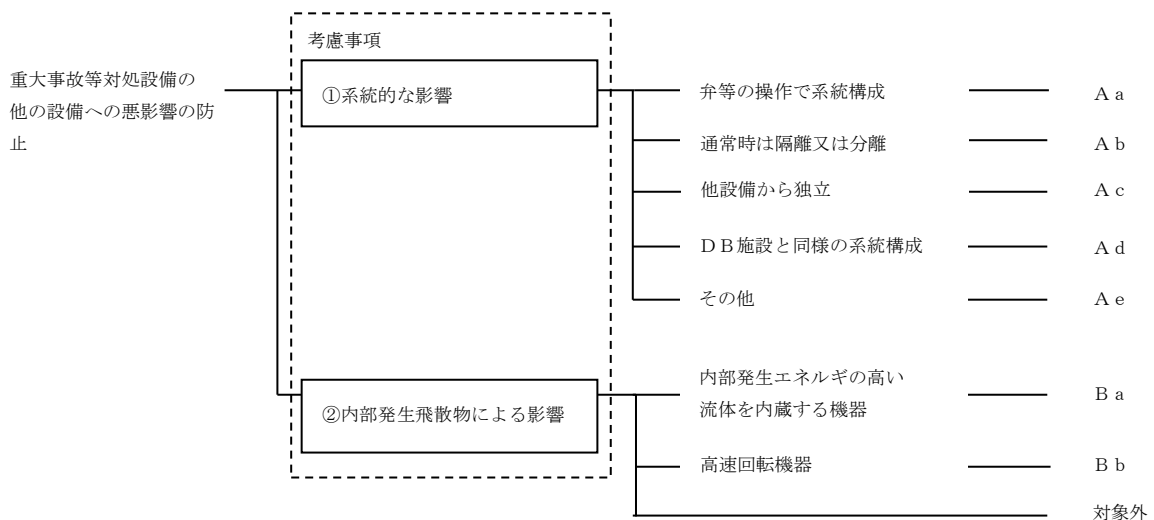 考慮事項
重大事故等対処設備の
他の設備への悪影響の防
止
①系統的な影響
弁等の操作で系統構成 Ａａ
通常時は隔離又は分離 Ａｂ
他設備から独立 Ａｃ
ＤＢ施設と同様の系統構成 Ａｄ
その他 Ａｅ
②内部発生飛散物による影響
内部発生エネルギの高い
流体を内蔵する機器 Ｂａ
高速回転機器 Ｂｂ
対象外